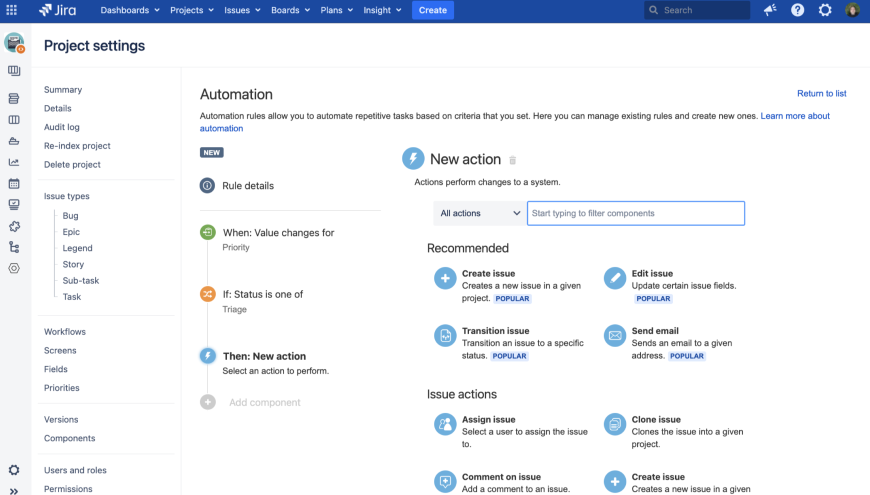 Jira
Dashboards
Projects
Issues
Boards
Plans
Insight
Create
Search
Project settings
Summary
Details
Audit log
Re-index project
Delete project
Issue types
Bug
Epic
Legend
Story
Sub-task
Task
Workflows
Screens
Fields
Priorities
Versions
Components
Users and roles
Permissions
Automation
Return to list
Automation rules allow you to automate repetitive tasks based on criteria that you set. Here you can manage existing rules and create new ones. Learn more about
automation
NEW
Rule details
When: Value changes for
Priority
If: Status is one of
Triage
Then: New action
Select an action to perform.
Add component
New action
Actions perform changes to a system.
All actions
Start typing to filter components
Recommended
Create issue
Creates a new issue in a given
project. POPULAR
Edit issue
Update certain issue fields.
POPULAR
Transition issue
Transition an issue to a specific
status. POPULAR
Send email
Sends an email to a given
address. POPULAR
Issue actions
Assign issue
Select a user to assign the issue
to.
Clone issue
Clones the issue into a given
project.
Comment on issue
Add a comment to an issue.
Create issue
Creates a new issue in a given